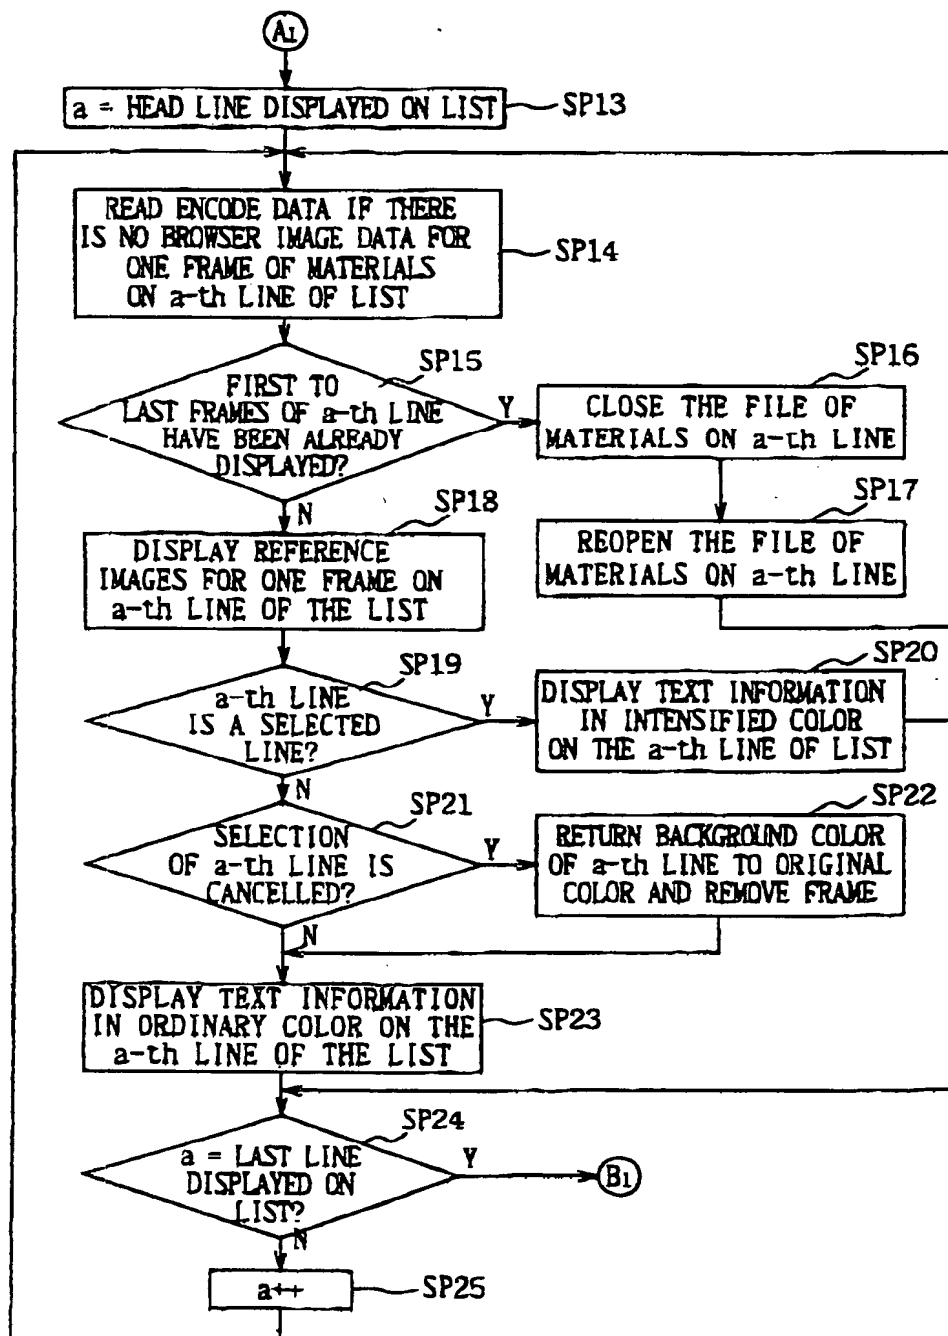 A1
a = HEAD LINE DISPLAYED ON LIST
SP13
READ ENCODE DATA IF THERE
IS NO BROWSER IMAGE DATA FOR
ONE FRAME OF MATERIALS
ON a-th LINE OF LIST
SP14
SP15
FIRST TO
LAST FRAMES OF a-th LINE
HAVE BEEN ALREADY
DISPLAYED?
Y
N
SP16
CLOSE THE FILE OF
MATERIALS ON a-th LINE
SP17
REOPEN THE FILE OF
MATERIALS ON a-th LINE
SP18
DISPLAY REFERENCE
IMAGES FOR ONE FRAME ON
a-th LINE OF THE LIST
SP19
a-th LINE
IS A SELECTED
LINE?
Y
N
SP20
DISPLAY TEXT INFORMATION
IN INTENSIFIED COLOR
ON THE a-th LINE OF LIST
SP21
SELECTION
OF a-th LINE IS
CANCELLED?
Y
N
SP22
RETURN BACKGROUND COLOR
OF a-th LINE TO ORIGINAL
COLOR AND REMOVE FRAME
DISPLAY TEXT INFORMATION
IN ORDINARY COLOR ON THE
a-th LINE OF THE LIST
SP23
SP24
a = LAST LINE
DISPLAYED ON
LIST?
Y
N
B1
a++
SP25